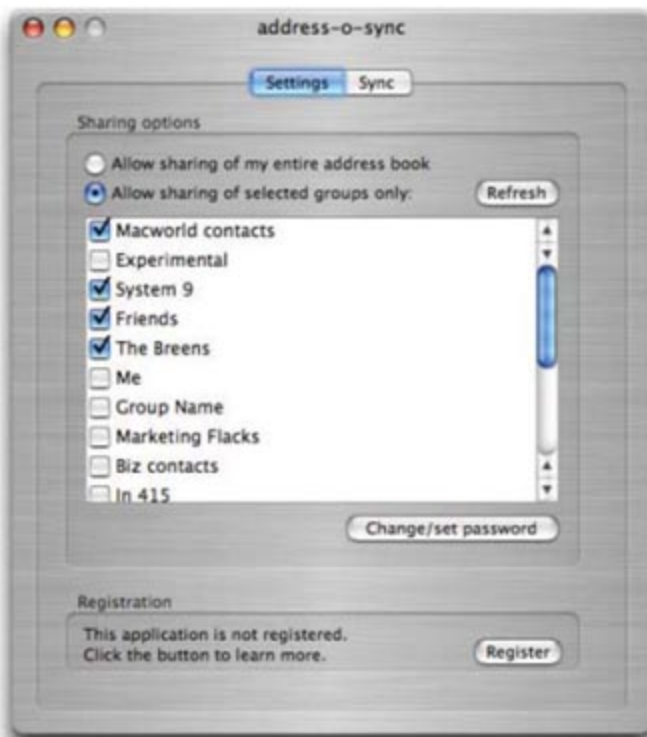 address-o-sync
Settings Sync
Sharing options
Allow sharing of my entire address book
Allow sharing of selected groups only: Refresh
Macworld contacts
Experimental
System 9
Friends
The Breens
Me
Group Name
Marketing Flacks
Biz contacts
In 415
Change/set password
Registration
This application is not registered.
Click the button to learn more. Register